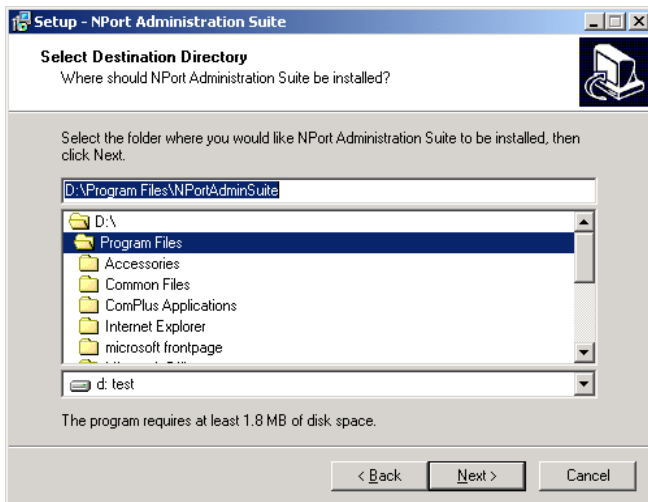 Setup - NPort Administration Suite
Select Destination Directory
Where should NPort Administration Suite be installed?
Select the folder where you would like NPort Administration Suite to be installed, then
click Next.
D:\Program Files\NPortAdminSuite
D:\
Program Files
Accessories
Common Files
ComPlus Applications
Internet Explorer
microsoft frontpage
d: test
The program requires at least 1.8 MB of disk space.
< Back
Next >
Cancel